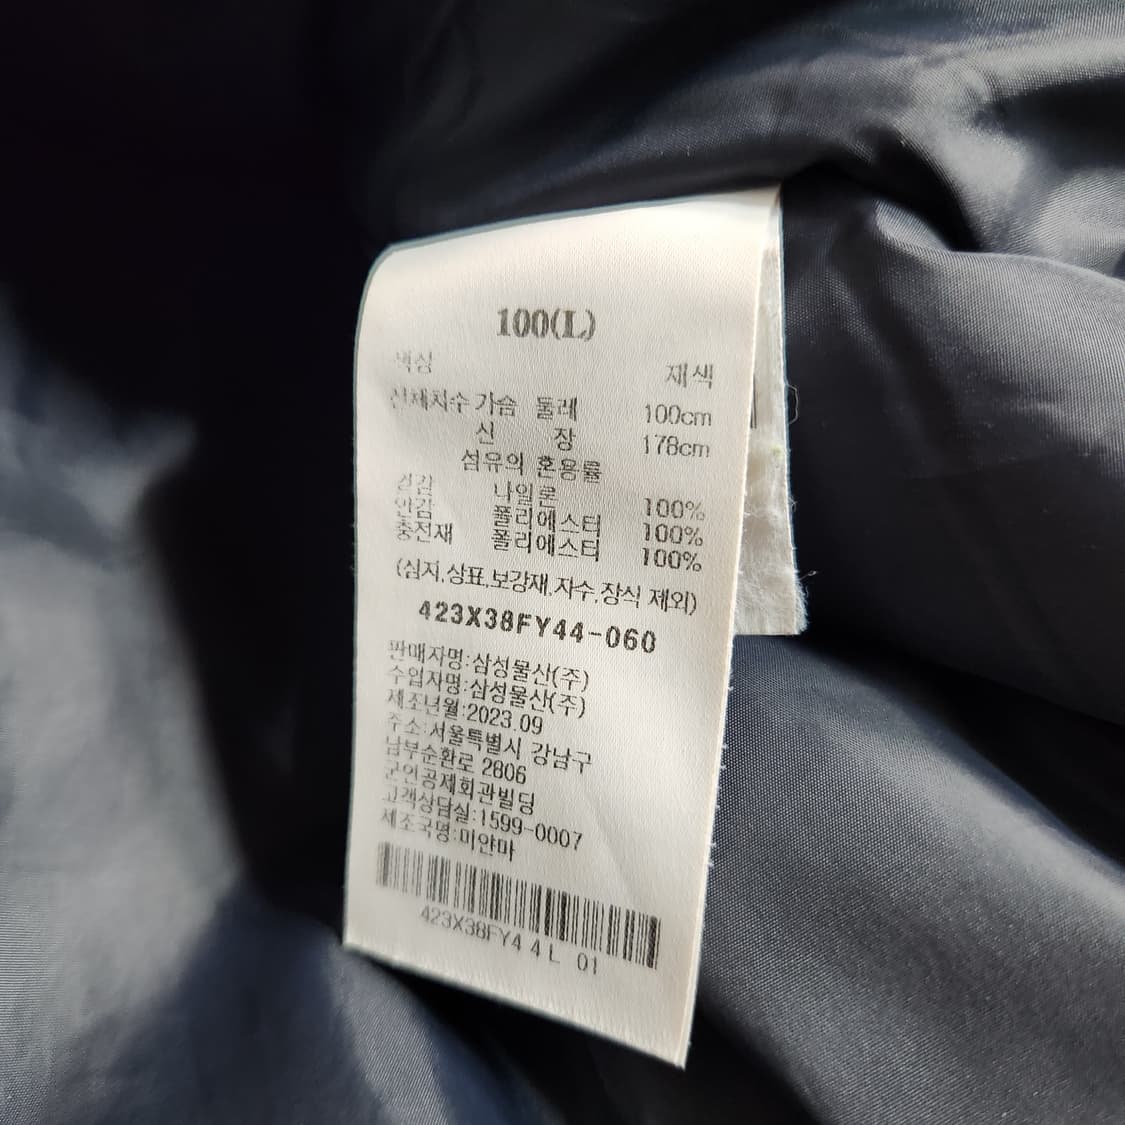 100(L)
색상 재색
신체치수 가슴 둘레 100cm
신 장 178cm
섬유의 혼용률
겉감 나일론 100%
안감 폴리에스터 100%
충전재 폴리에스터 100%
(심지,상표,보강재,자수,장식 제외)
423X38FY44-060
판매자명:삼성물산(주)
수입자명:삼성물산(주)
제조년월:2023.09
주소:서울특별시 강남구
남부순환로 2806
군인공제회관빌딩
고객상담실:1599-0007
제조국명:미얀마
423X38FY4 4 L 01